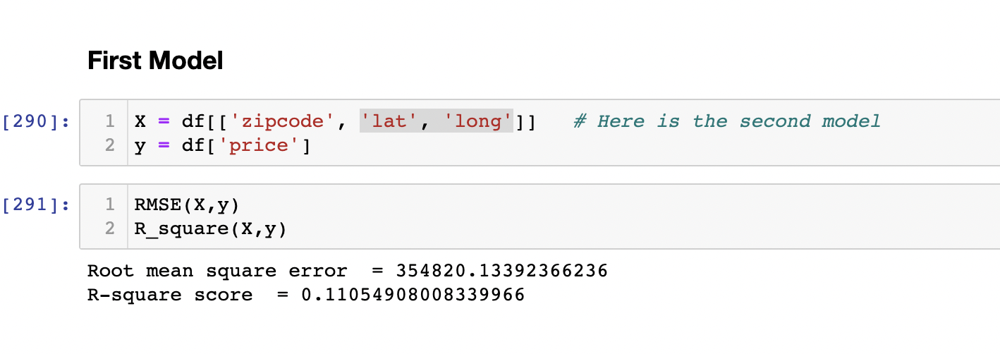 First Model
[290]:
1 X = df[['zipcode', 'lat', 'long']]   # Here is the second model
2 y = df['price']
[291]:
1 RMSE(X,y)
2 R_square(X,y)
Root mean square error  = 354820.13392366236
R-square score  = 0.11054908008339966